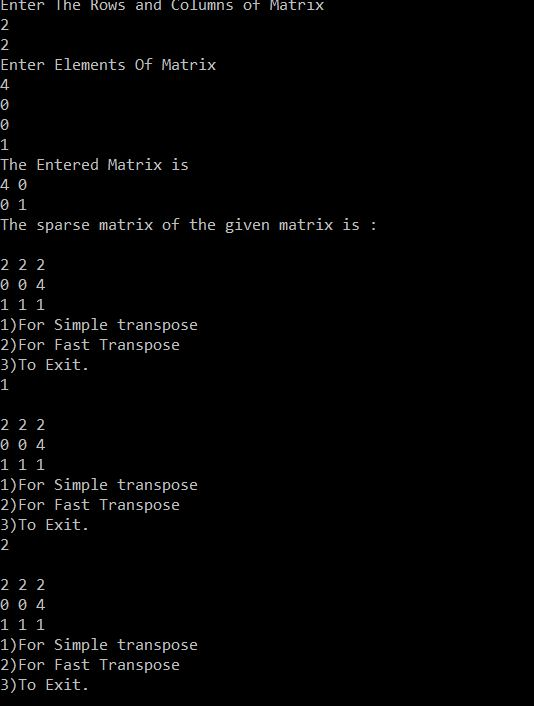 Enter The Rows and Columns of Matrix
2
2
Enter Elements Of Matrix
4
0
0
1
The Entered Matrix is
4 0
0 1
The sparse matrix of the given matrix is :
2 2 2
0 0 4
1 1 1
1)For Simple transpose
2)For Fast Transpose
3)To Exit.
1
2 2 2
0 0 4
1 1 1
1)For Simple transpose
2)For Fast Transpose
3)To Exit.
2
2 2 2
0 0 4
1 1 1
1)For Simple transpose
2)For Fast Transpose
3)To Exit.